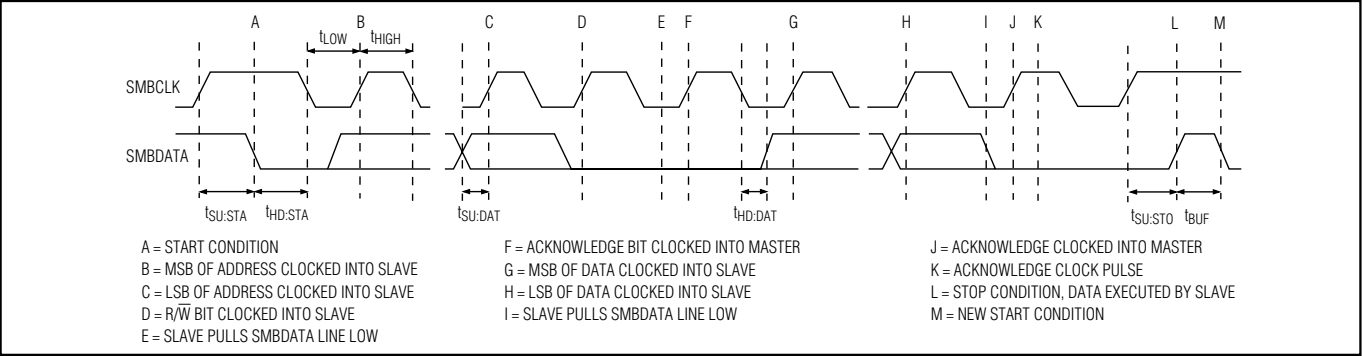 A B C D E F G H I J K L M
tLOW tHIGH
SMBCLK
SMBDATA
tSU:STA tHD:STA tSU:DAT tHD:DAT tSU:STO tBUF
A = START CONDITION
B = MSB OF ADDRESS CLOCKED INTO SLAVE
C = LSB OF ADDRESS CLOCKED INTO SLAVE
D = R/W̅ BIT CLOCKED INTO SLAVE
E = SLAVE PULLS SMBDATA LINE LOW
F = ACKNOWLEDGE BIT CLOCKED INTO MASTER
G = MSB OF DATA CLOCKED INTO SLAVE
H = LSB OF DATA CLOCKED INTO SLAVE
I = SLAVE PULLS SMBDATA LINE LOW
J = ACKNOWLEDGE CLOCKED INTO MASTER
K = ACKNOWLEDGE CLOCK PULSE
L = STOP CONDITION, DATA EXECUTED BY SLAVE
M = NEW START CONDITION